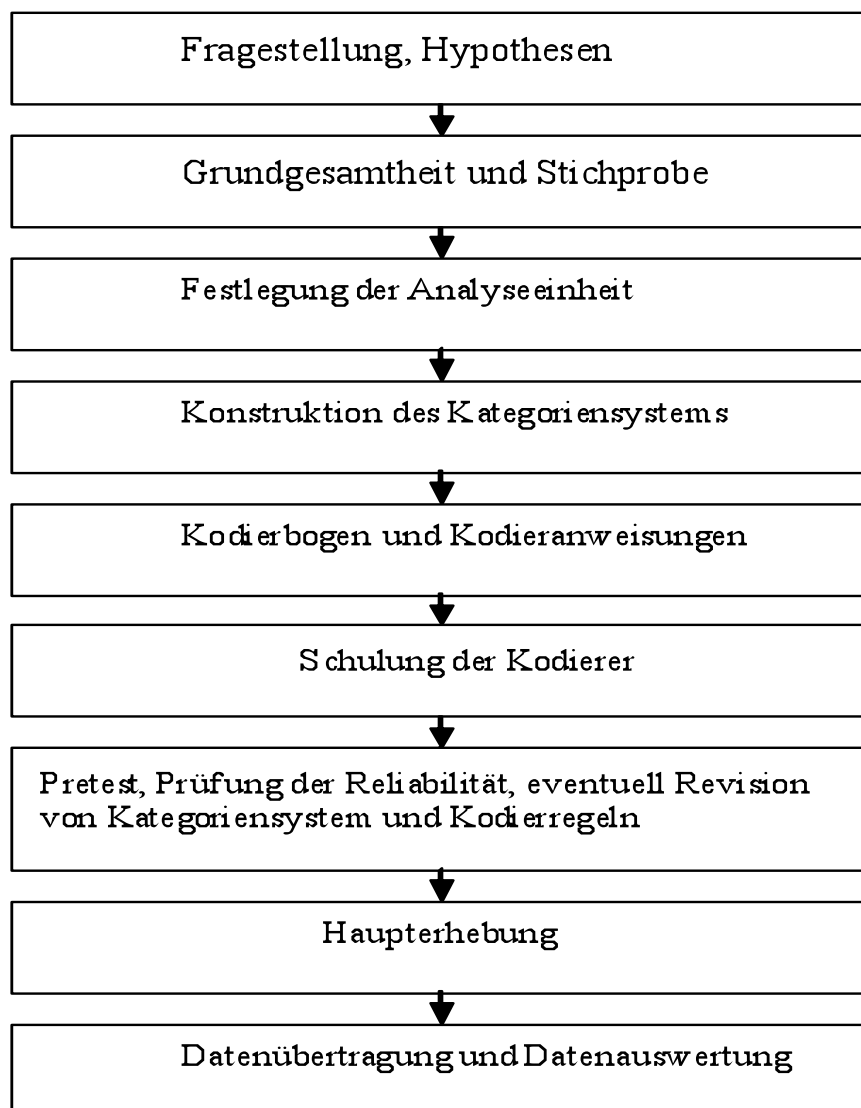 Fragestellung, Hypothesen
Grundgesamtheit und Stichprobe
Festlegung der Analyseeinheit
Konstruktion des Kategoriensystems
Kodierbogen und Kodieranweisungen
Schulung der Kodierer
Pretest, Prüfung der Reliabilität, eventuell Revision
von Kategoriensystem und Kodierregeln
Haupterhebung
Datenübertragung und Datenauswertung